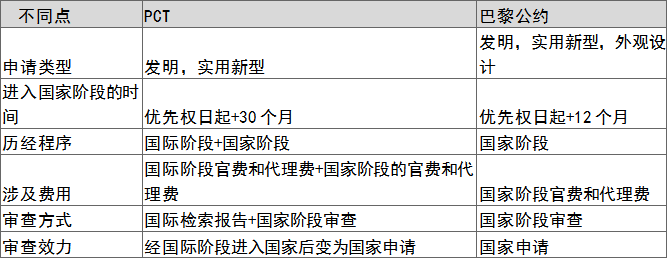 不同点 PCT 巴黎公约
申请类型 发明，实用新型 发明，实用新型，外观设
计
进入国家阶段的时
间 优先权日起+30个月 优先权日起+12个月
历经程序 国际阶段+国家阶段 国家阶段
国际阶段官费和代理费+国家阶段的官费和代
涉及费用 理费 国家阶段官费和代理费
审查方式 国际检索报告+国家阶段审查 国家阶段审查
审查效力 经国际阶段进入国家后变为国家申请 国家申请